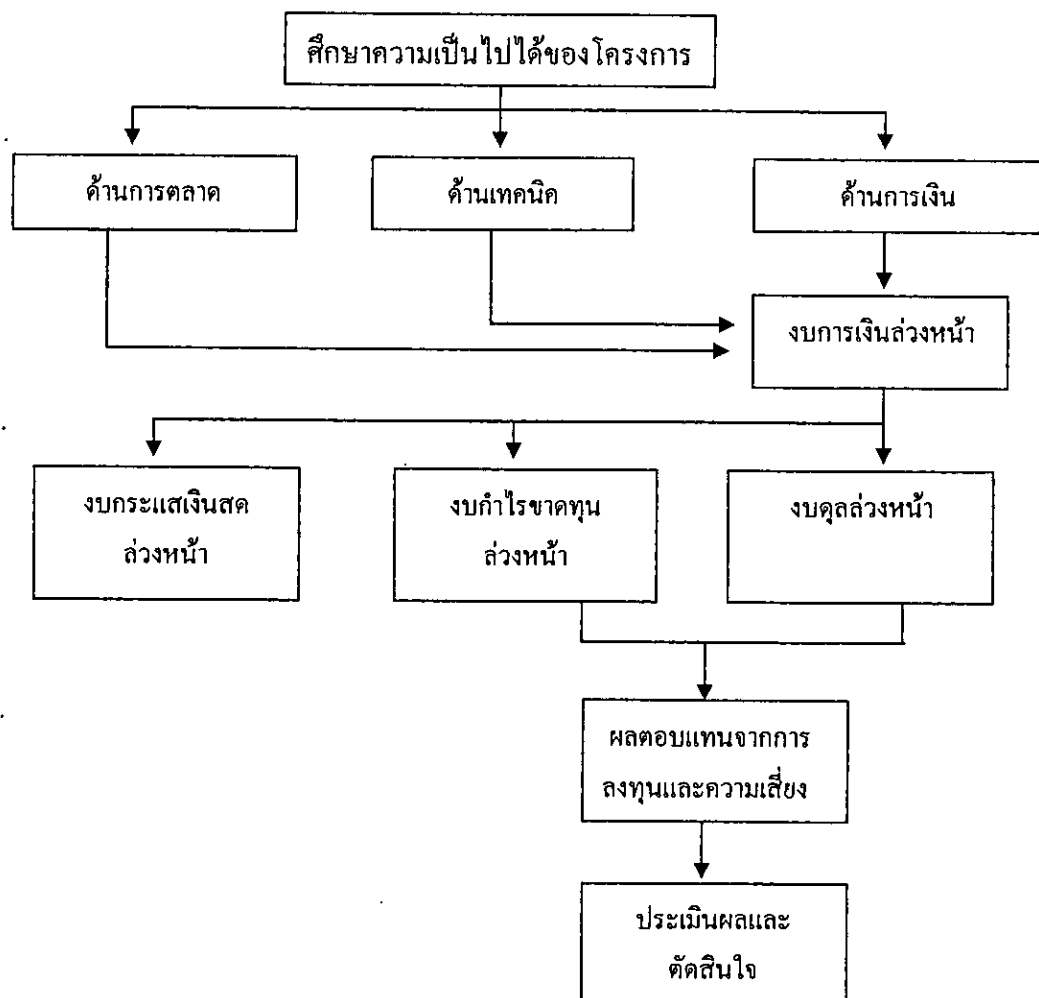 ศึกษาความเป็นไปได้ของโครงการ
ด้านการตลาด
ด้านเทคนิค
ด้านการเงิน
งบการเงินล่วงหน้า
งบกระแสเงินสด
ล่วงหน้า
งบกำไรขาดทุน
ล่วงหน้า
งบดุลล่วงหน้า
ผลตอบแทนจากการ
ลงทุนและความเสี่ยง
ประเมินผลและ
ตัดสินใจ